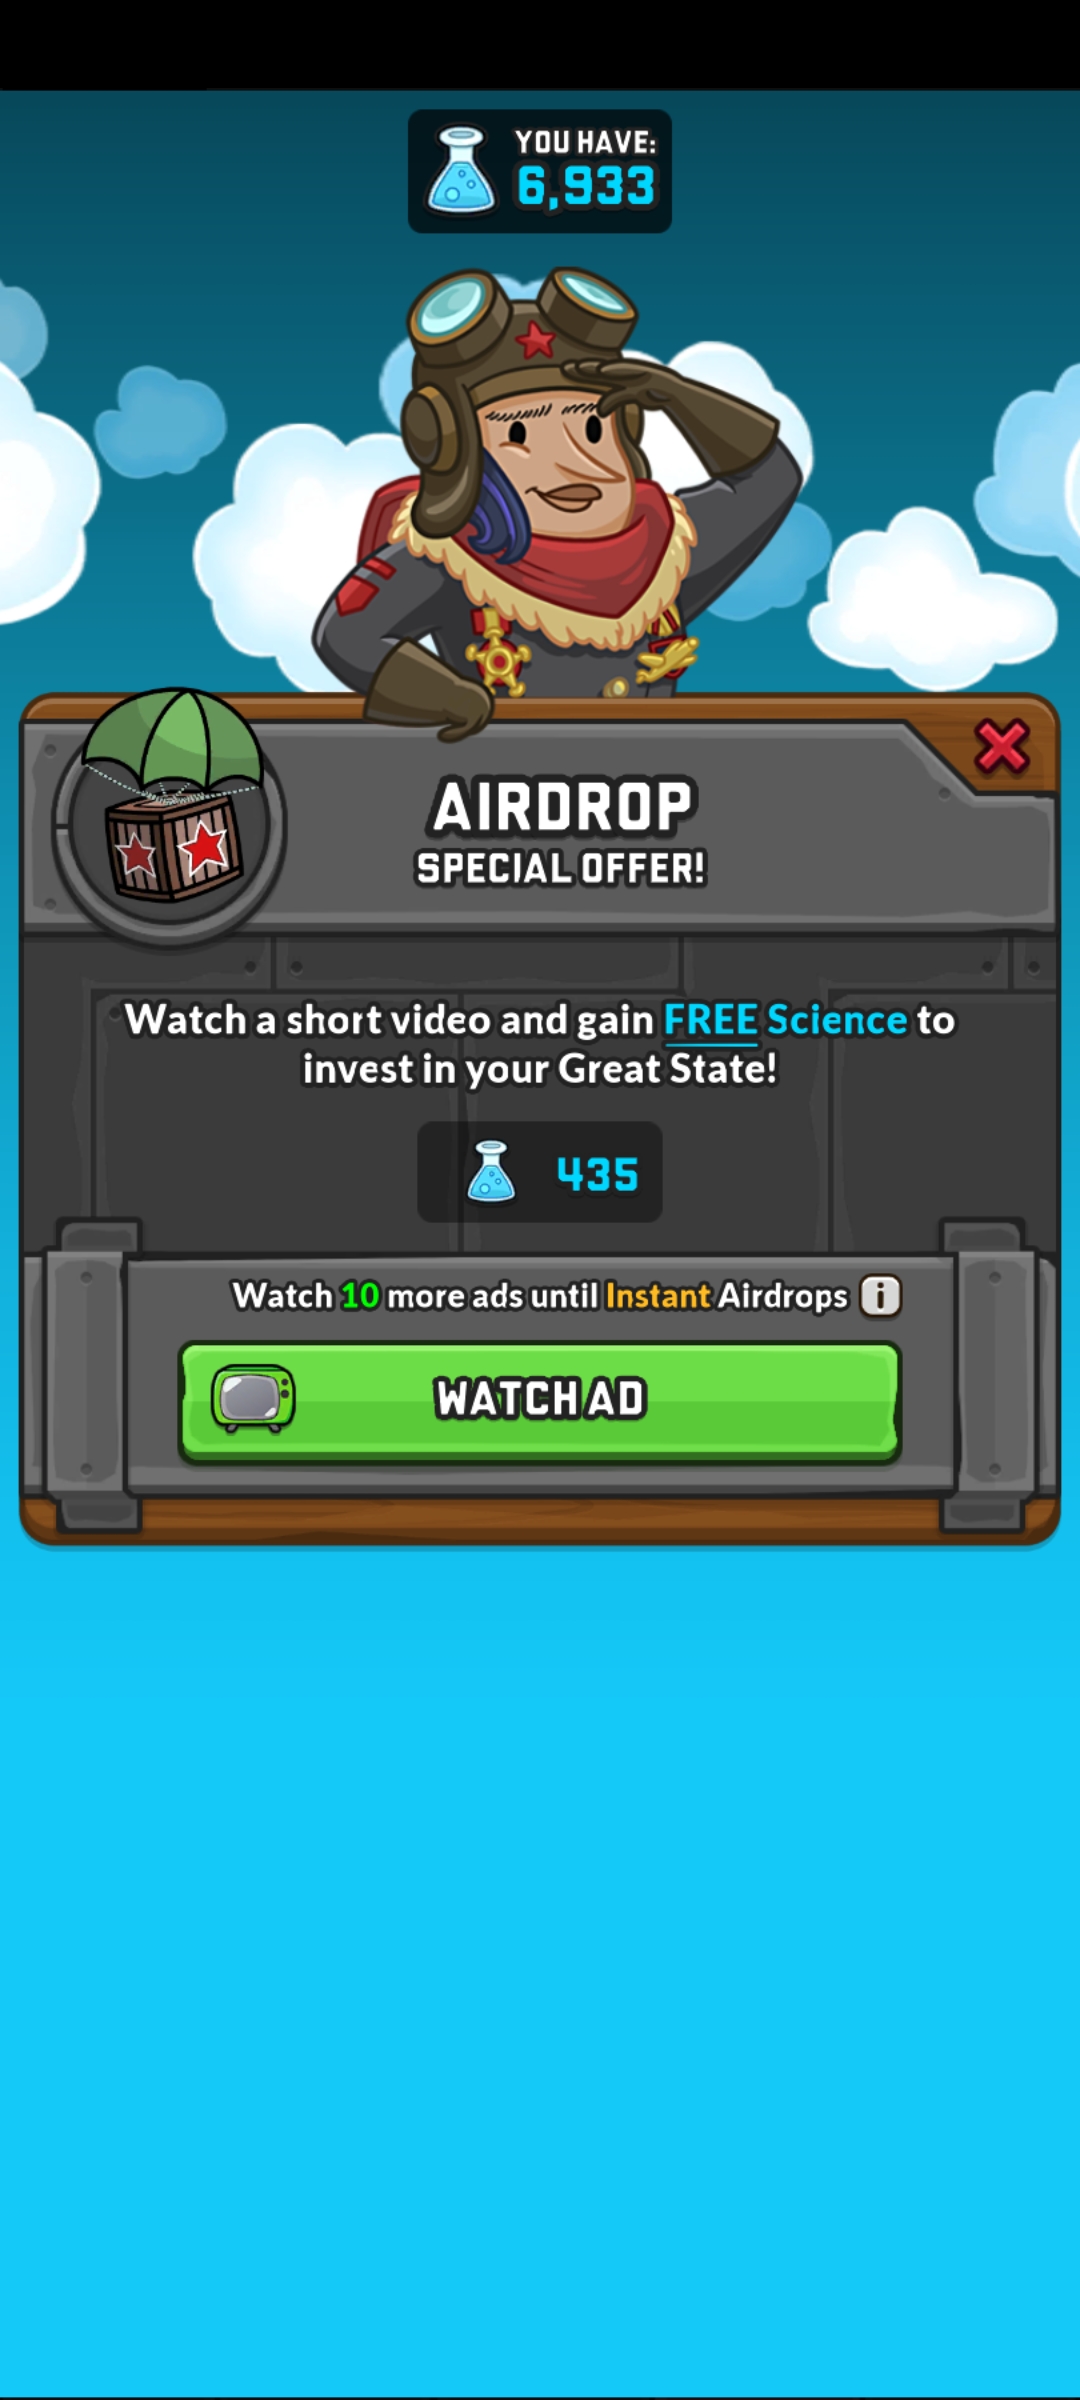 YOU HAVE:
6,933
AIRDROP
SPECIAL OFFER!
Watch a short video and gain FREE Science to
invest in your Great State!
435
Watch 10 more ads until Instant Airdrops i
WATCH AD